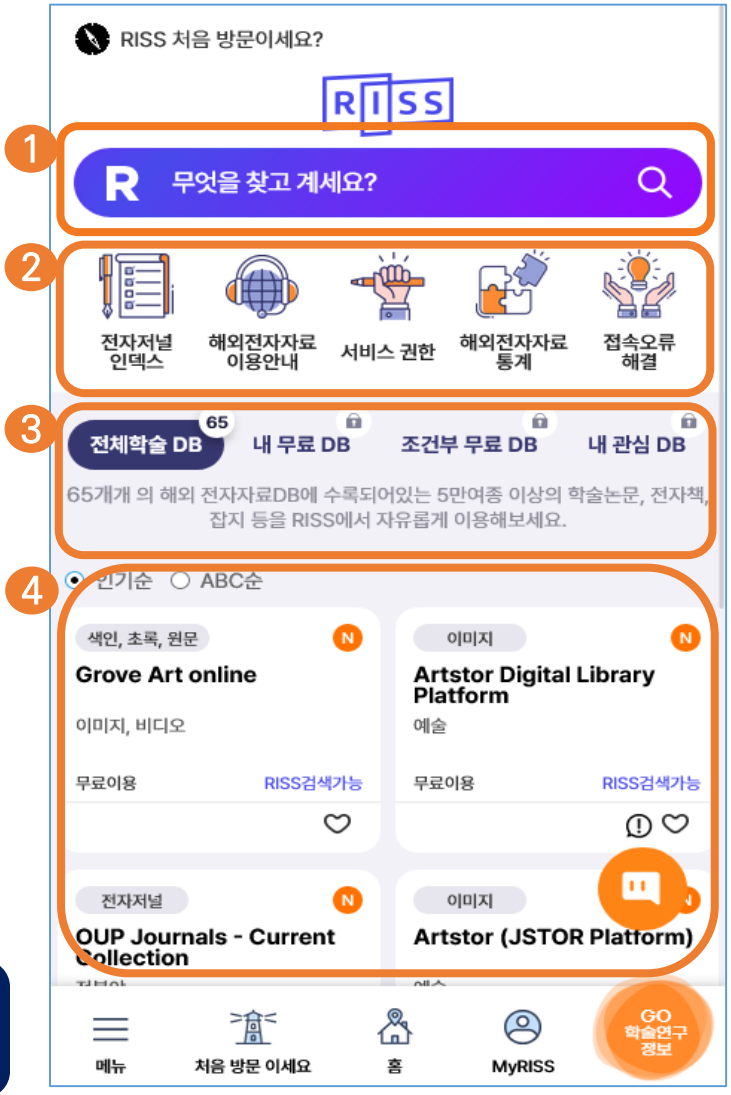 RISS 처음 방문이세요?
RISS
1
R 무엇을 찾고 계세요?
2
전자저널 인덱스
해외전자자료 이용안내
서비스 권한
해외전자자료 통계
접속오류 해결
3
전체학술 DB 65
내 무료 DB
조건부 무료 DB
내 관심 DB
65개개 의 해외 전자자료DB에 수록되어있는 5만여종 이상의 학술논문, 전자책,
잡지 등을 RISS에서 자유롭게 이용해보세요.
4
인기순 ABC순
색인, 초록, 원문 N
Grove Art online
이미지, 비디오
무료이용 RISS검색가능
이미지 N
Artstor Digital Library
Platform
예술
무료이용 RISS검색가능
전자저널 N
OUP Journals - Current
Collection
이미지
Artstor (JSTOR Platform)
메뉴
처음 방문 이세요
홈
MyRISS
GO
학술연구
정보